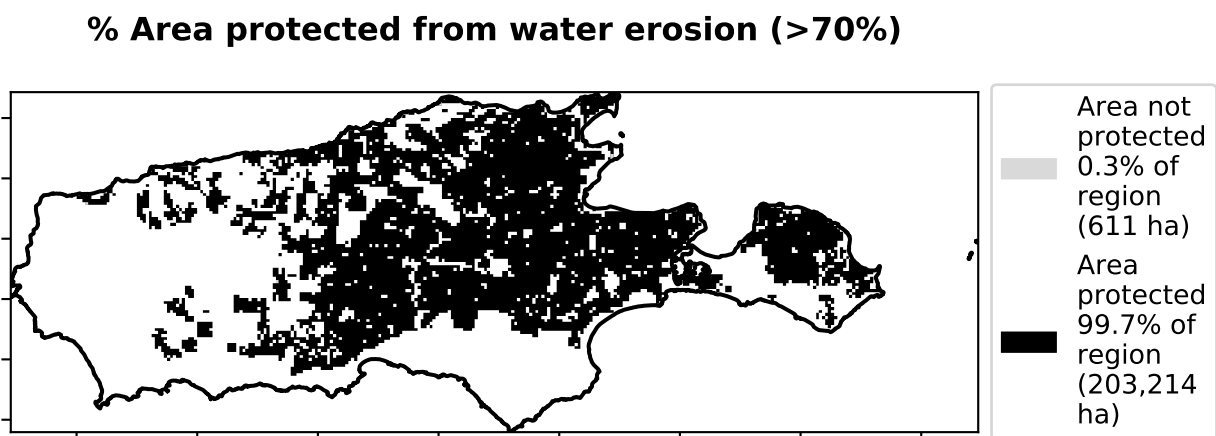 % Area protected from water erosion (>70%)
Area not
protected
0.3% of
region
(611 ha)
Area
protected
99.7% of
region
(203,214
ha)